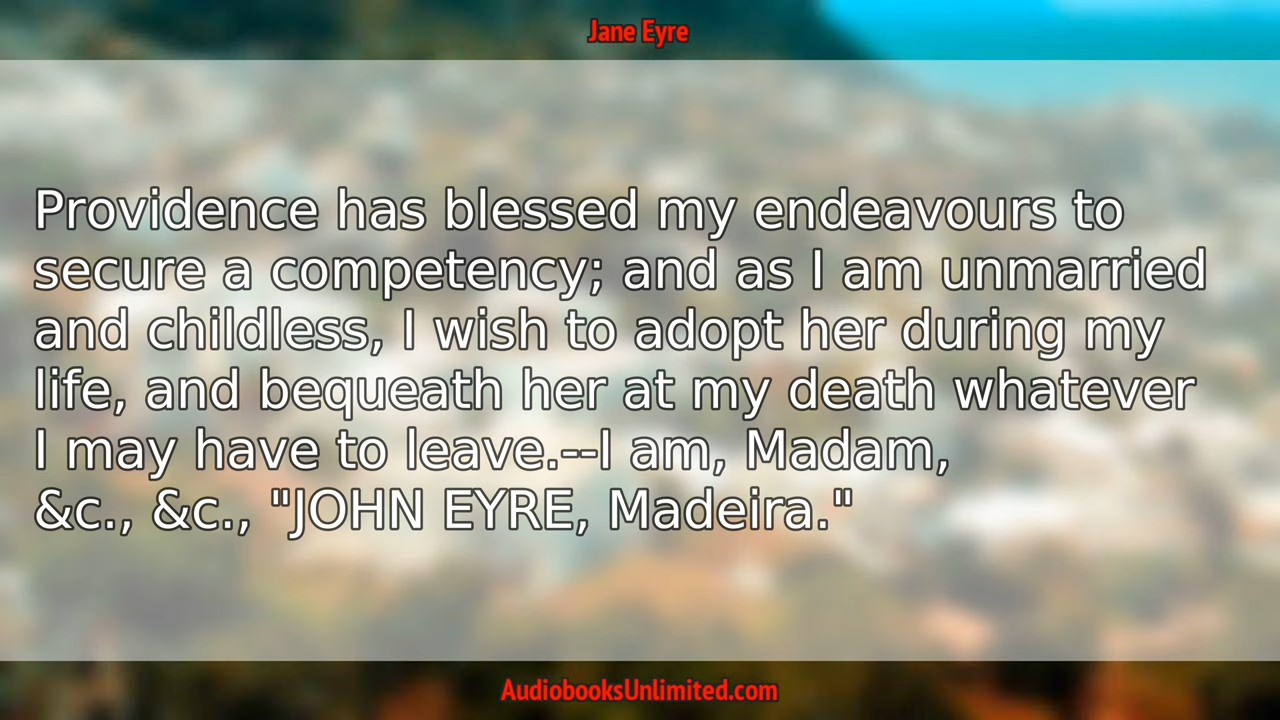 Jane Eyre
Providence has blessed my endeavours to
secure a competency; and as I am unmarried
and childless, I wish to adopt her during my
life, and bequeath her at my death whatever
I may have to leave.--I am, Madam,
&c., &c., "JOHN EYRE, Madeira."
AudiobooksUnlimited.com